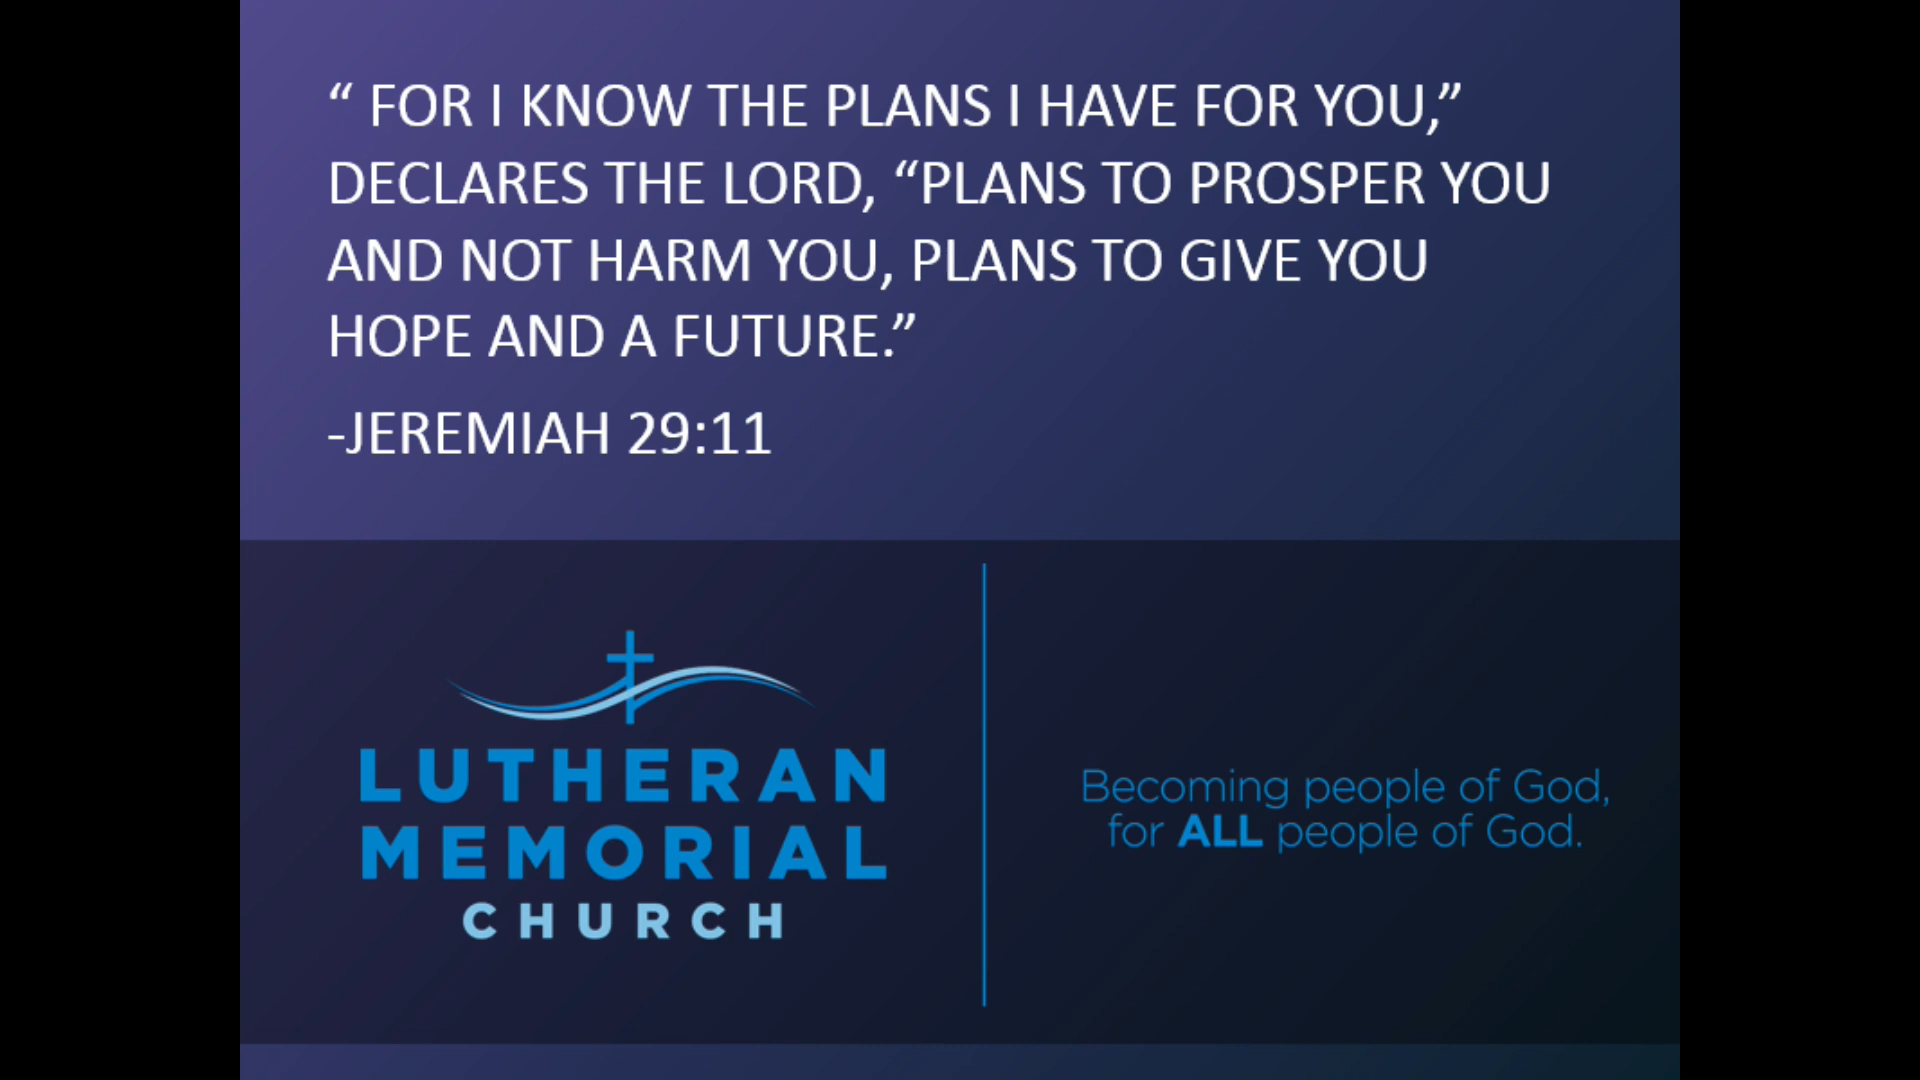 “ FOR I KNOW THE PLANS I HAVE FOR YOU,”
DECLARES THE LORD, “PLANS TO PROSPER YOU
AND NOT HARM YOU, PLANS TO GIVE YOU
HOPE AND A FUTURE.”
-JEREMIAH 29:11
LUTHERAN
MEMORIAL
CHURCH
Becoming people of God,
for ALL people of God.